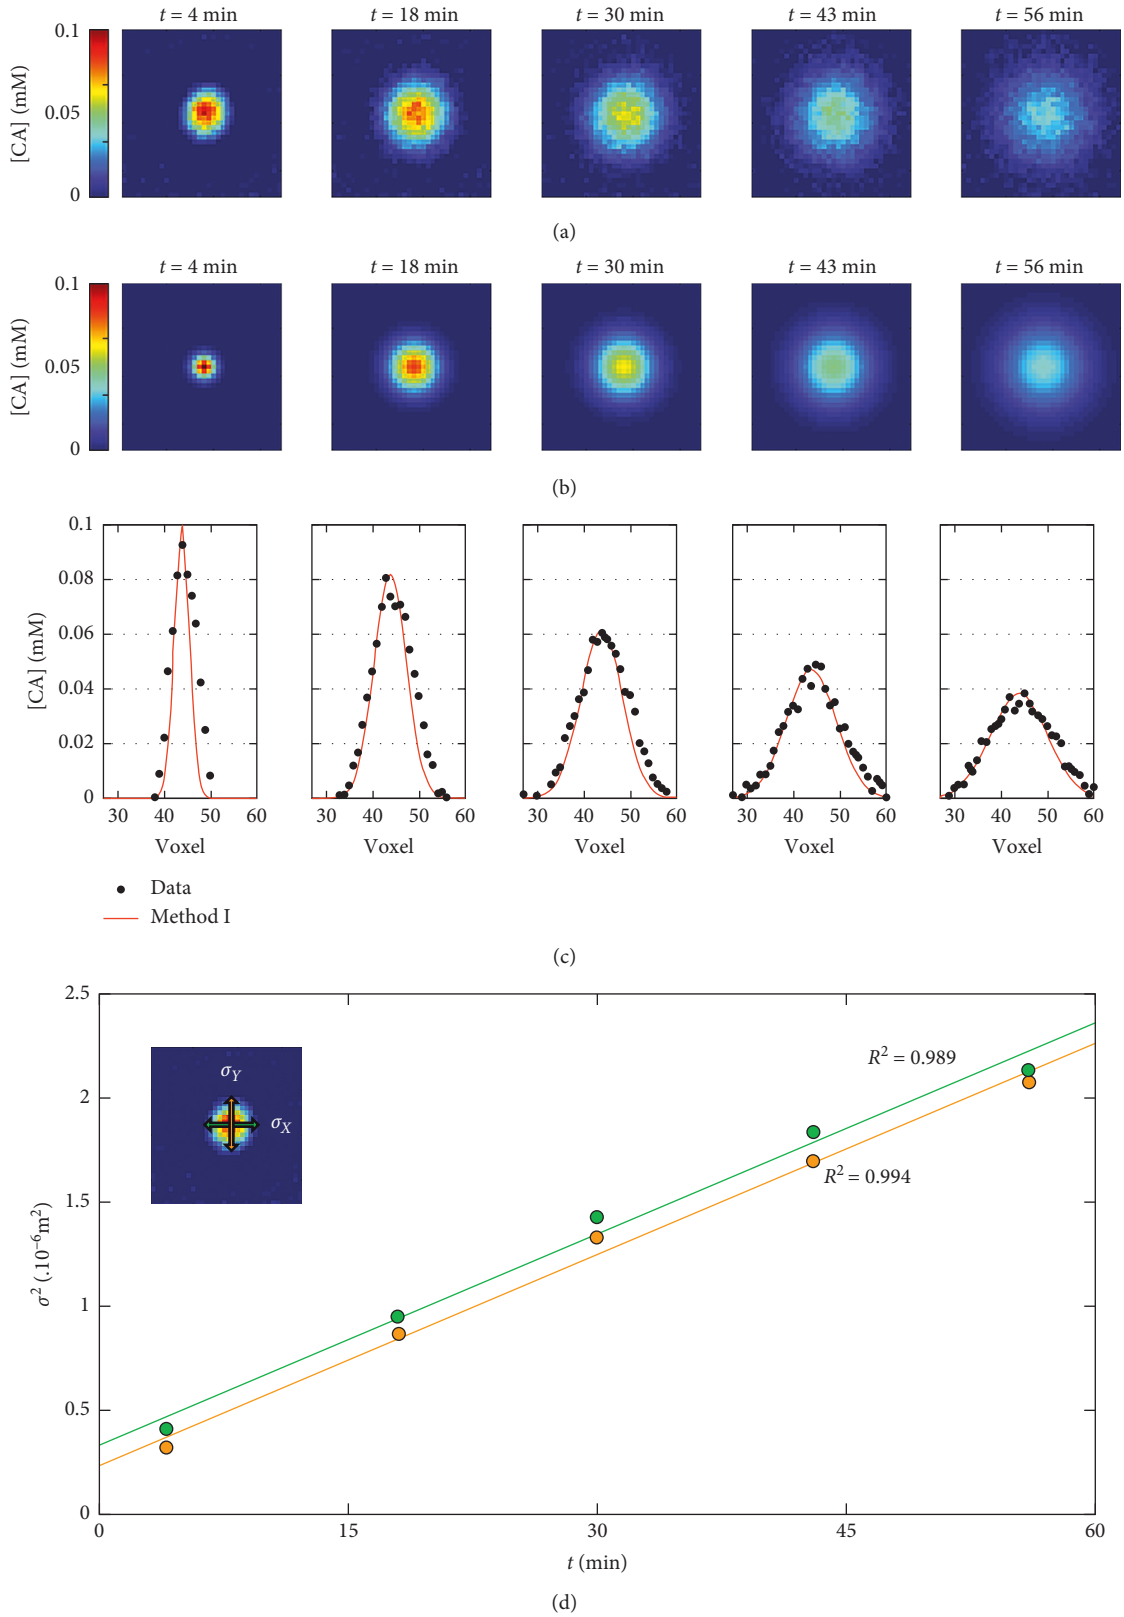 t = 4 min t = 18 min t = 30 min t = 43 min t = 56 min
0.1
0.05
0
[CA] (mM)
(a)
t = 4 min t = 18 min t = 30 min t = 43 min t = 56 min
0.1
0.05
0
[CA] (mM)
(b)
0.1
0.08
0.06
0.04
0.02
0
[CA] (mM)
30 40 50 60 30 40 50 60 30 40 50 60 30 40 50 60 30 40 50 60
Voxel Voxel Voxel Voxel Voxel
Data
Method I
(c)
2.5
2
1.5
1
0.5
0
σ² (.10⁻⁶m²)
σY
σX
R² = 0.989
R² = 0.994
0 15 30 45 60
t (min)
(d)